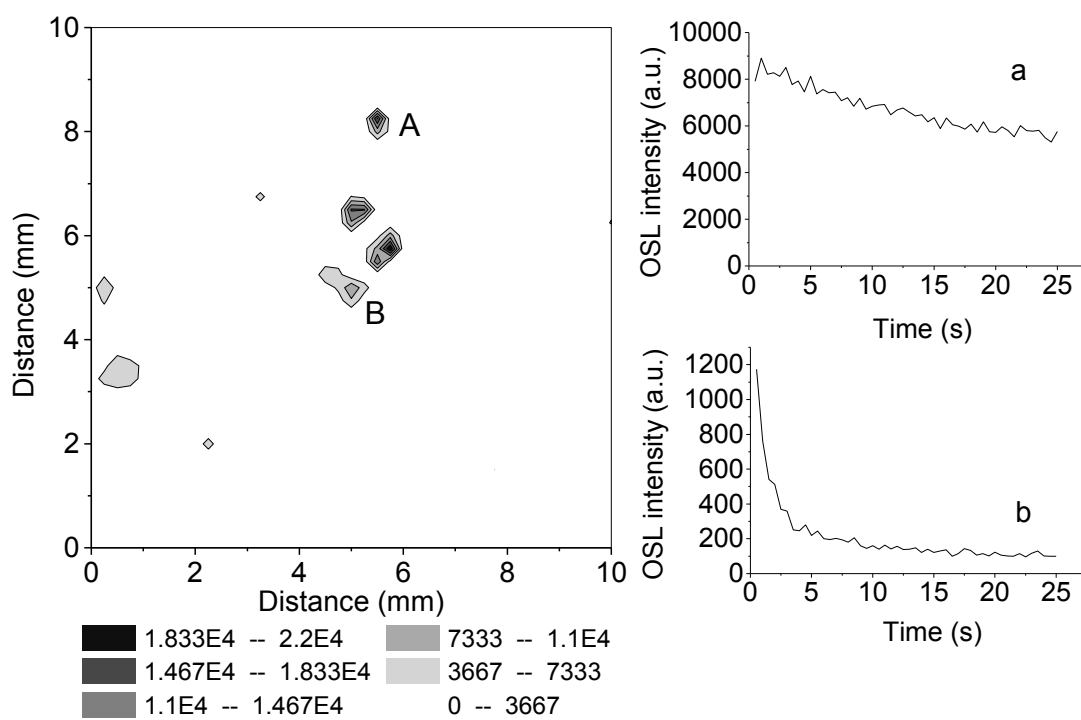 10
8
6
4
2
0
Distance (mm)
A
B
0 2 4 6 8 10
Distance (mm)
1.833E4 -- 2.2E4
1.467E4 -- 1.833E4
1.1E4 -- 1.467E4
7333 -- 1.1E4
3667 -- 7333
0 -- 3667
10000
8000
6000
4000
2000
0
OSL intensity (a.u.)
a
0 5 10 15 20 25
Time (s)
1200
1000
800
600
400
200
0
OSL intensity (a.u.)
b
0 5 10 15 20 25
Time (s)